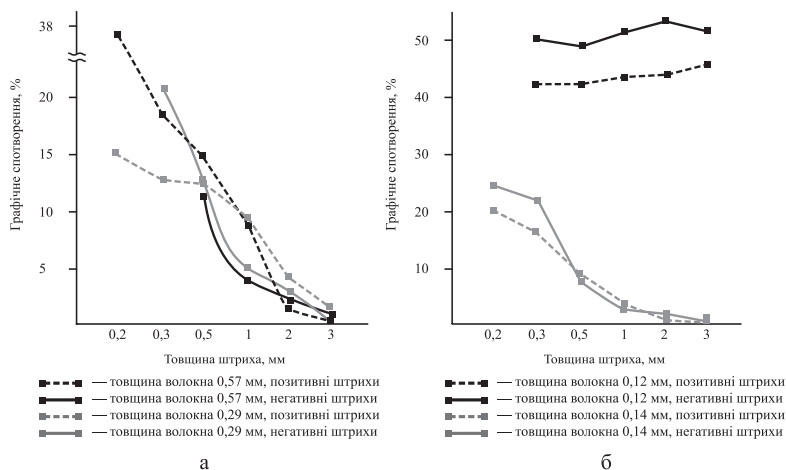 Графічне спотворення, %
38
20
15
10
5
0,2 0,3 0,5 1 2 3
Товщина штриха, мм
— товщина волокна 0,57 мм, позитивні штрихи
— товщина волокна 0,57 мм, негативні штрихи
— товщина волокна 0,29 мм, позитивні штрихи
— товщина волокна 0,29 мм, негативні штрихи
а
Графічне спотворення, %
50
40
30
20
10
0,2 0,3 0,5 1 2 3
Товщина штриха, мм
— товщина волокна 0,12 мм, позитивні штрихи
— товщина волокна 0,12 мм, негативні штрихи
— товщина волокна 0,14 мм, позитивні штрихи
— товщина волокна 0,14 мм, негативні штрихи
б